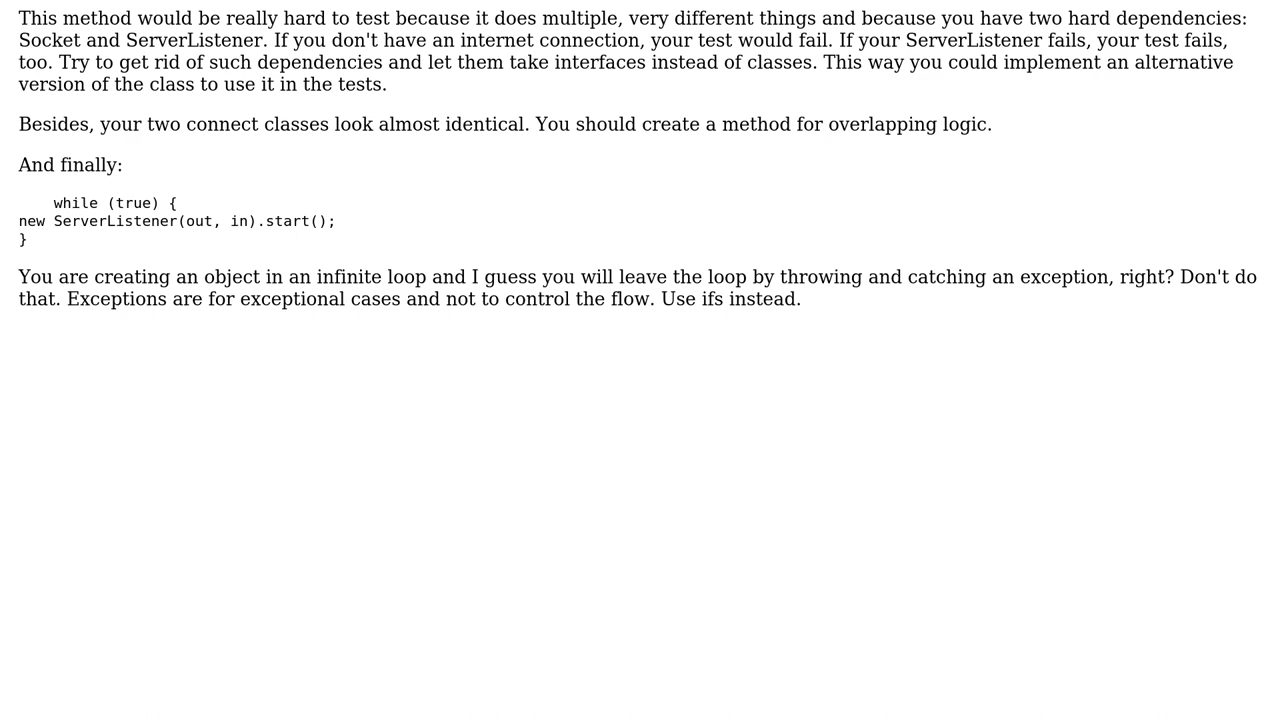 This method would be really hard to test because it does multiple, very different things and because you have two hard dependencies:
Socket and ServerListener. If you don't have an internet connection, your test would fail. If your ServerListener fails, your test fails,
too. Try to get rid of such dependencies and let them take interfaces instead of classes. This way you could implement an alternative
version of the class to use it in the tests.
Besides, your two connect classes look almost identical. You should create a method for overlapping logic.
And finally:
    while (true) {
new ServerListener(out, in).start();
}
You are creating an object in an infinite loop and I guess you will leave the loop by throwing and catching an exception, right? Don't do
that. Exceptions are for exceptional cases and not to control the flow. Use ifs instead.